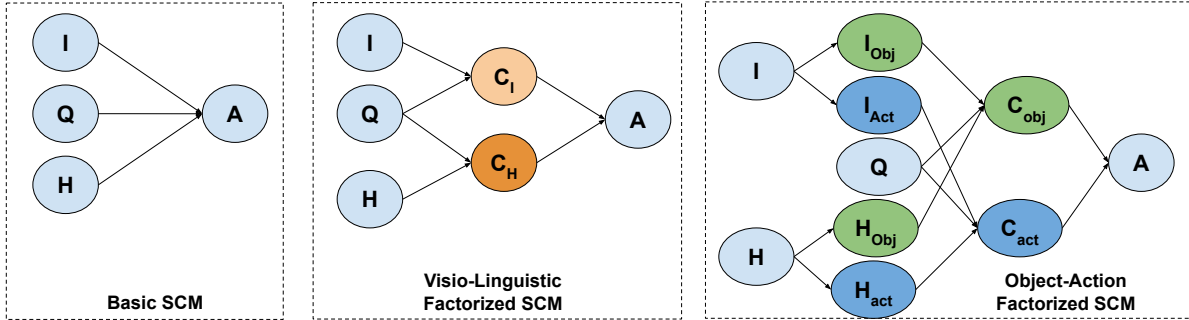 I
Q
H
A
Basic SCM
I
Q
H
C_I
C_H
A
Visio-Linguistic
Factorized SCM
I
H
I_Obj
I_Act
Q
H_Obj
H_act
C_obj
C_act
A
Object-Action
Factorized SCM